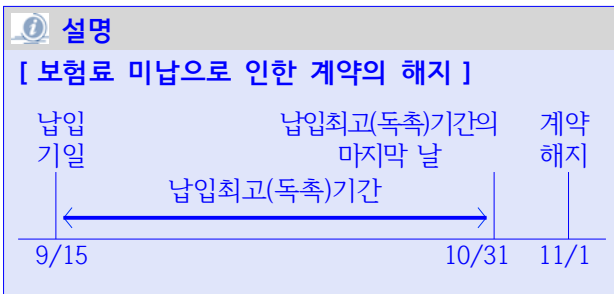 설명
[ 보험료 미납으로 인한 계약의 해지 ]
납입 납입최고(독촉)기간의 계약
기일 마지막 날 해지
납입최고(독촉)기간
9/15 10/31 11/1